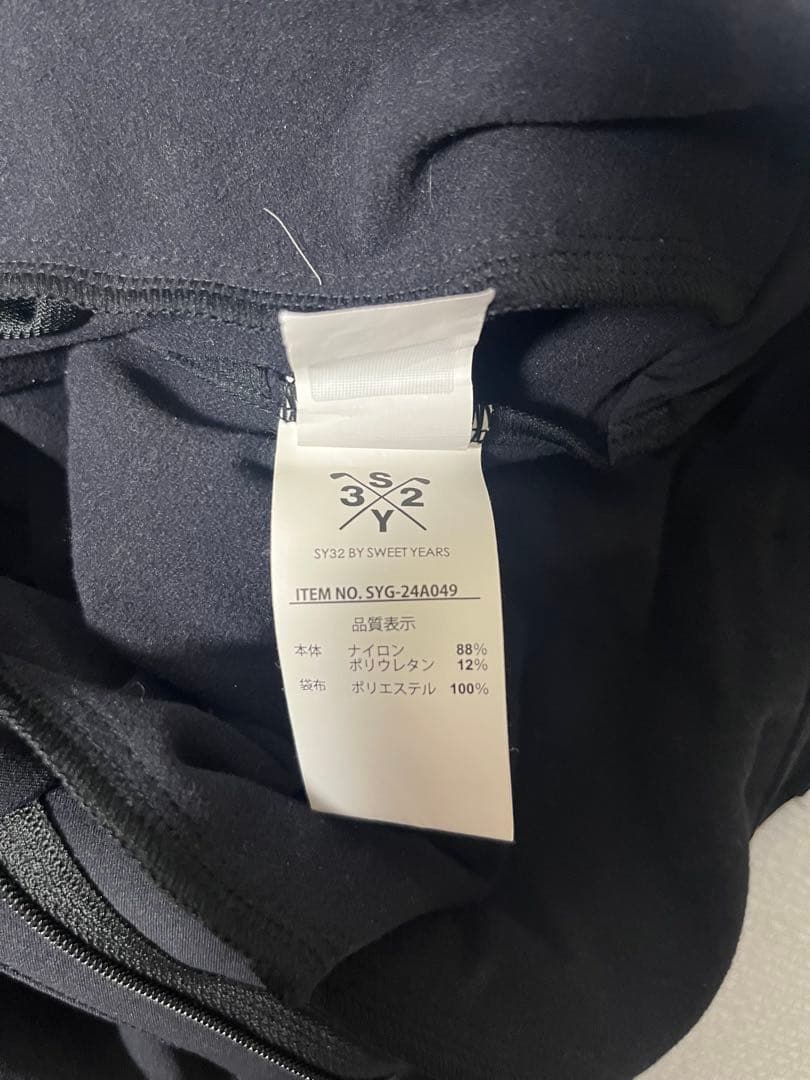 S
3 2
Y
SY32 BY SWEET YEARS
ITEM NO. SYG-24A049
品質表示
本体 ナイロン 88%
ポリウレタン 12%
袋布 ポリエステル 100%